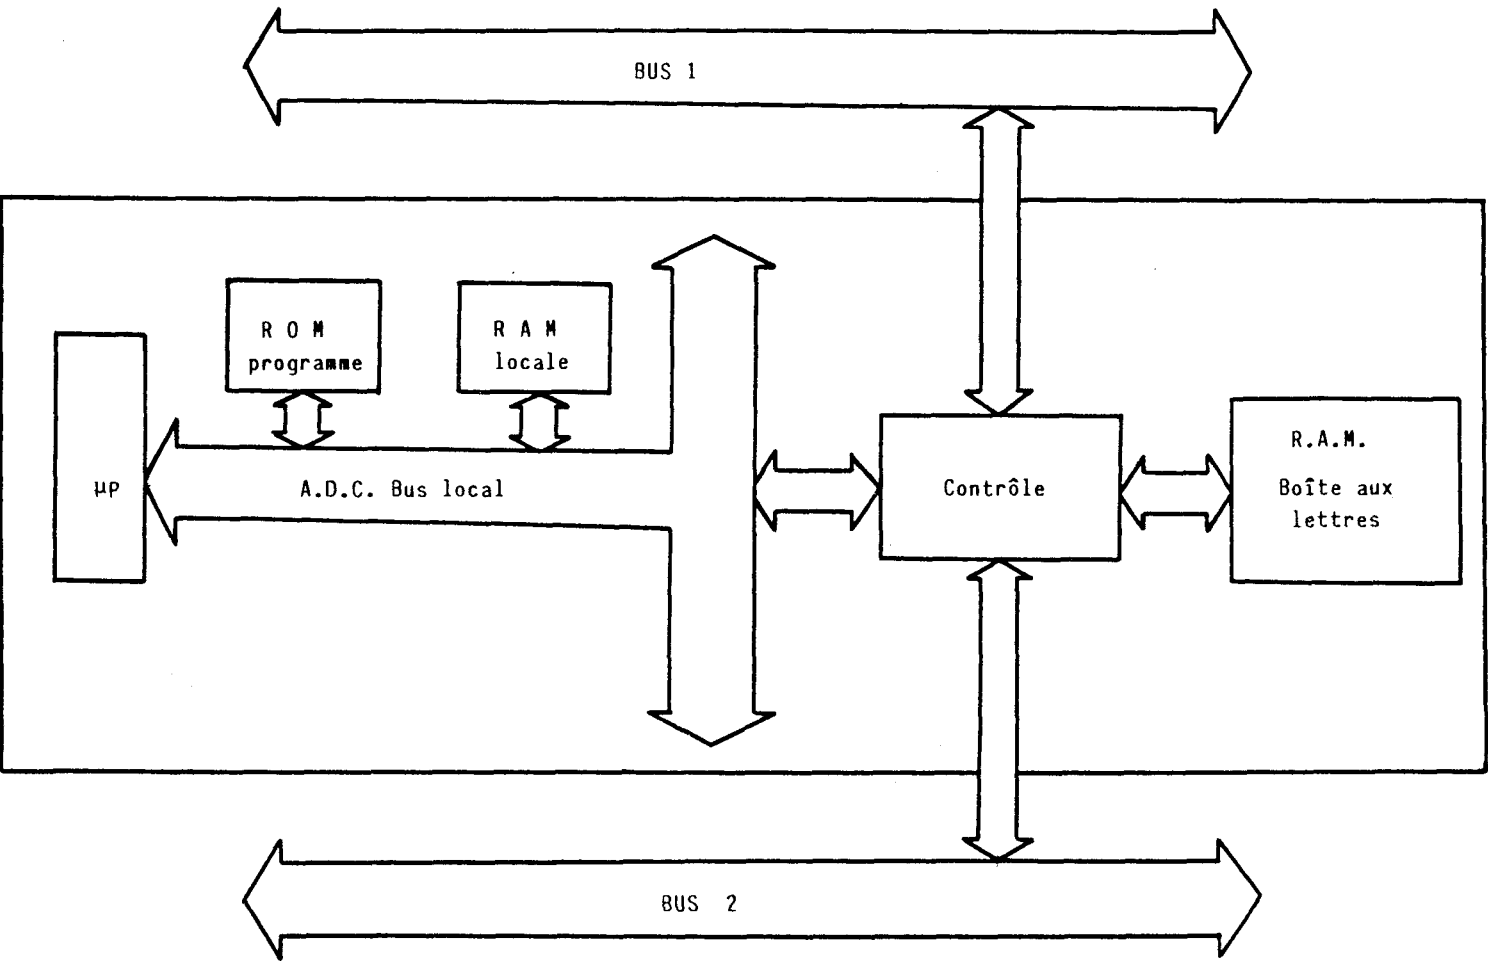 BUS 1
R O M
programme
R A M
locale
µP
A.D.C. Bus local
Contrôle
R.A.M.
Boîte aux
lettres
BUS 2